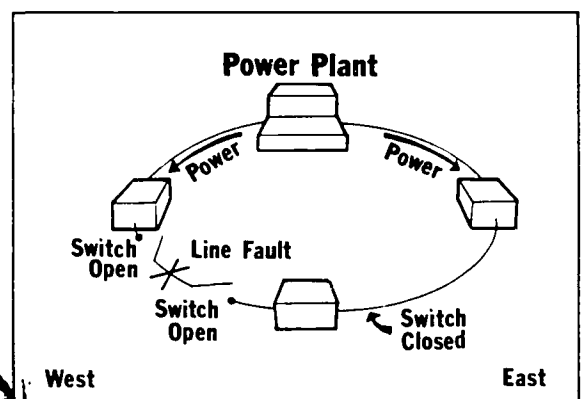 Power Plant
Power
Power
Switch
Open
Line Fault
Switch
Open
Switch
Closed
West
East